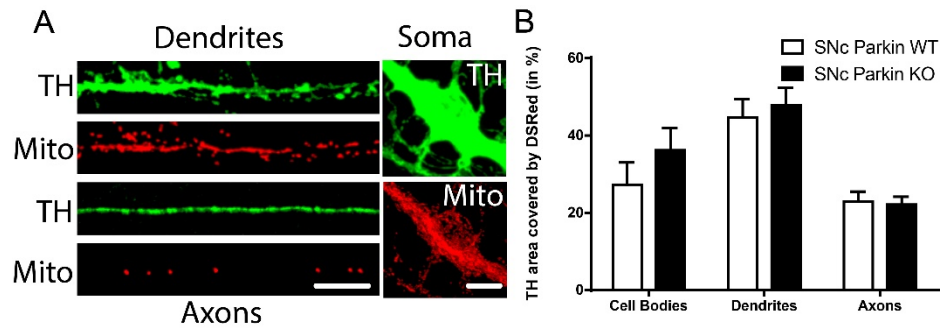 A
Dendrites
Soma
TH
TH
Mito
Mito
TH
Mito
Axons
B
TH area covered by DSRed (in %)
60
40
20
0
SNc Parkin WT
SNc Parkin KO
Cell Bodies
Dendrites
Axons